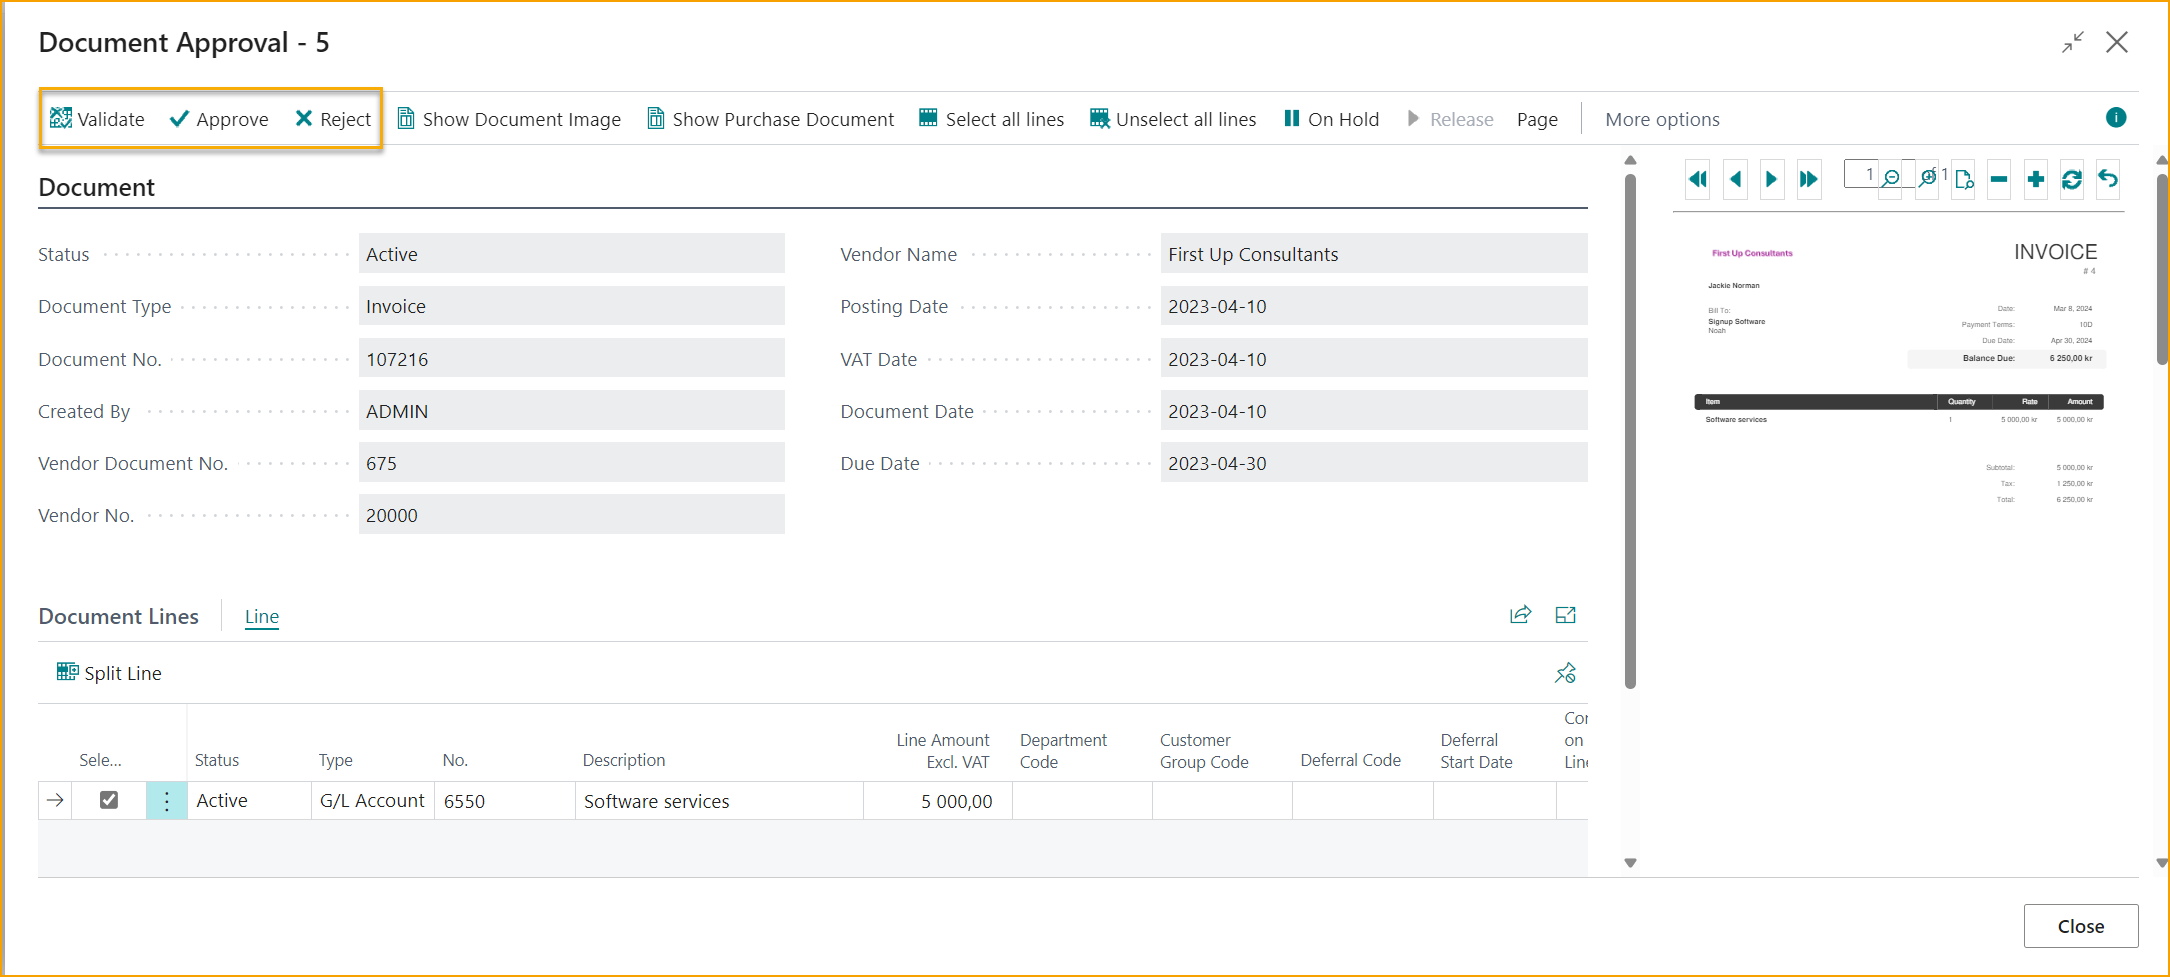 Document Approval - 5
Validate Approve Reject Show Document Image Show Purchase Document Select all lines Unselect all lines On Hold Release Page More options
Document
Status Active
Document Type Invoice
Document No. 107216
Created By ADMIN
Vendor Document No. 675
Vendor No. 20000
Vendor Name First Up Consultants
Posting Date 2023-04-10
VAT Date 2023-04-10
Document Date 2023-04-10
Due Date 2023-04-30
Document Lines Line
Split Line
Sele... Status Type No. Description Line Amount Excl. VAT Department Code Customer Group Code Deferral Code Deferral Start Date Cor on Line
Active G/L Account 6550 Software services 5 000,00
1 1
First Up Consultants
INVOICE
# 4
Jackie Norman
Bill To:
Signup Software
Noah
Date: Mar 8, 2024
Payment Terms: 10D
Due Date: Apr 30, 2024
Balance Due: 6 250,00 kr
Item Quantity Rate Amount
Software services 1 5 000,00 kr 5 000,00 kr
Subtotal: 5 000,00 kr
Tax: 1 250,00 kr
Total: 6 250,00 kr
Close